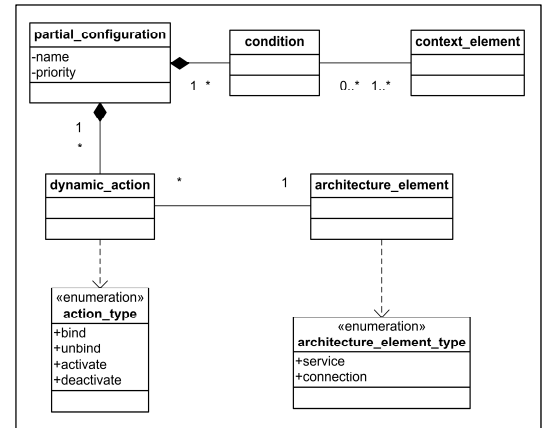 partial_configuration
-name
-priority
condition
context_element
1 *
0..* 1..*
1
*
dynamic_action
* 1
architecture_element
«enumeration»
action_type
+bind
+unbind
+activate
+deactivate
«enumeration»
architecture_element_type
+service
+connection